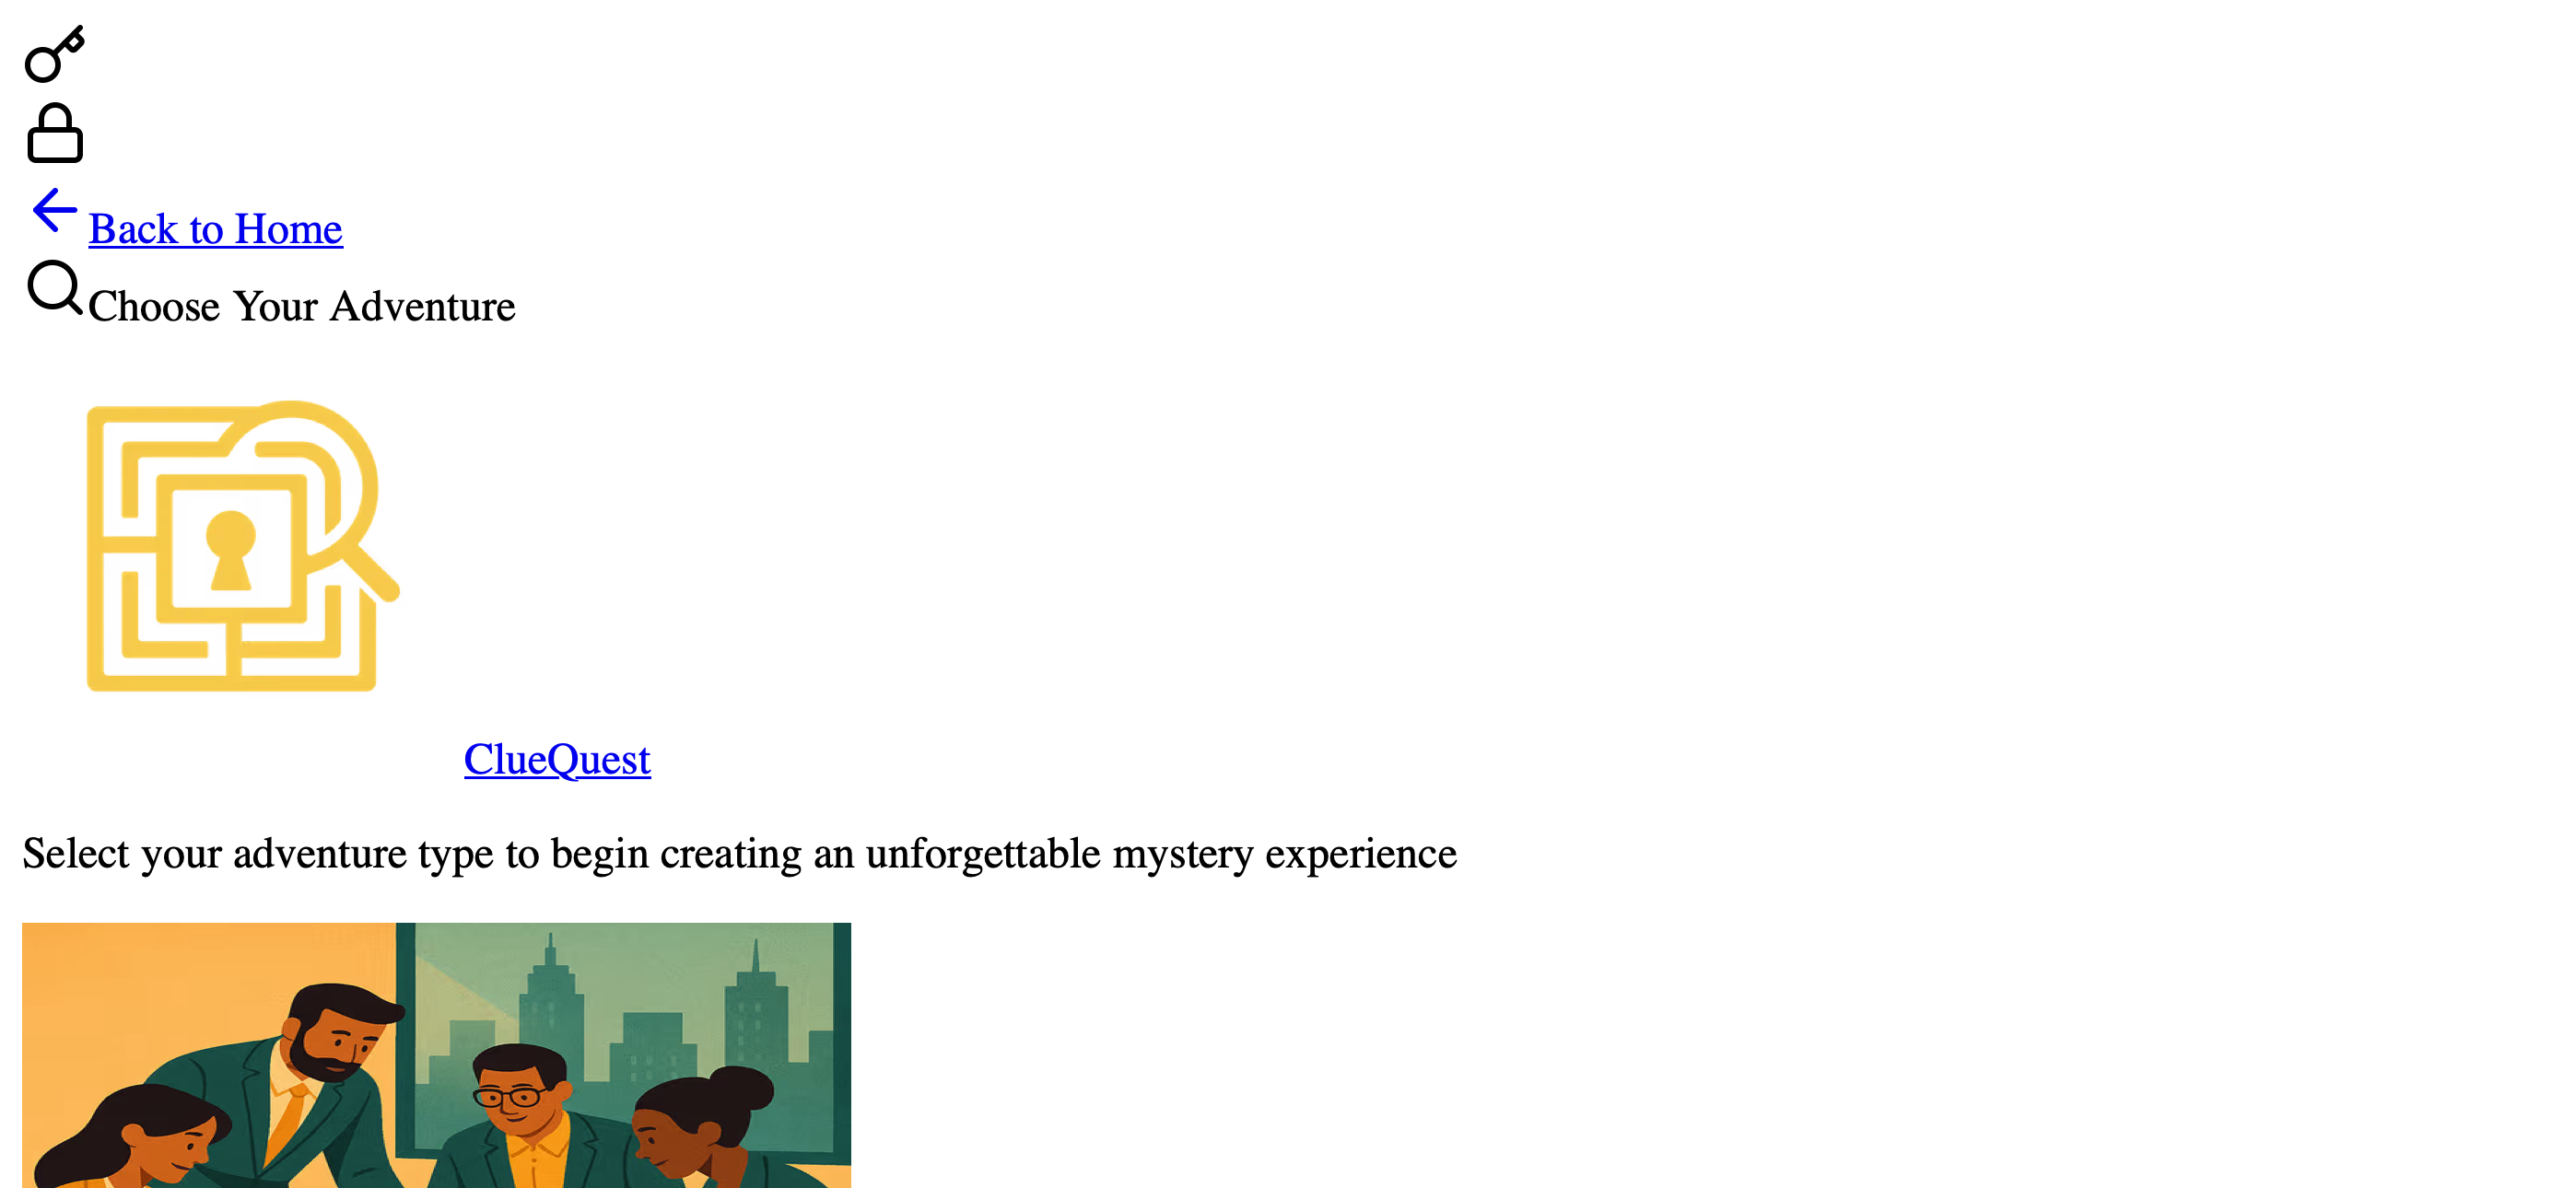 Back to Home
Choose Your Adventure
ClueQuest
Select your adventure type to begin creating an unforgettable mystery experience